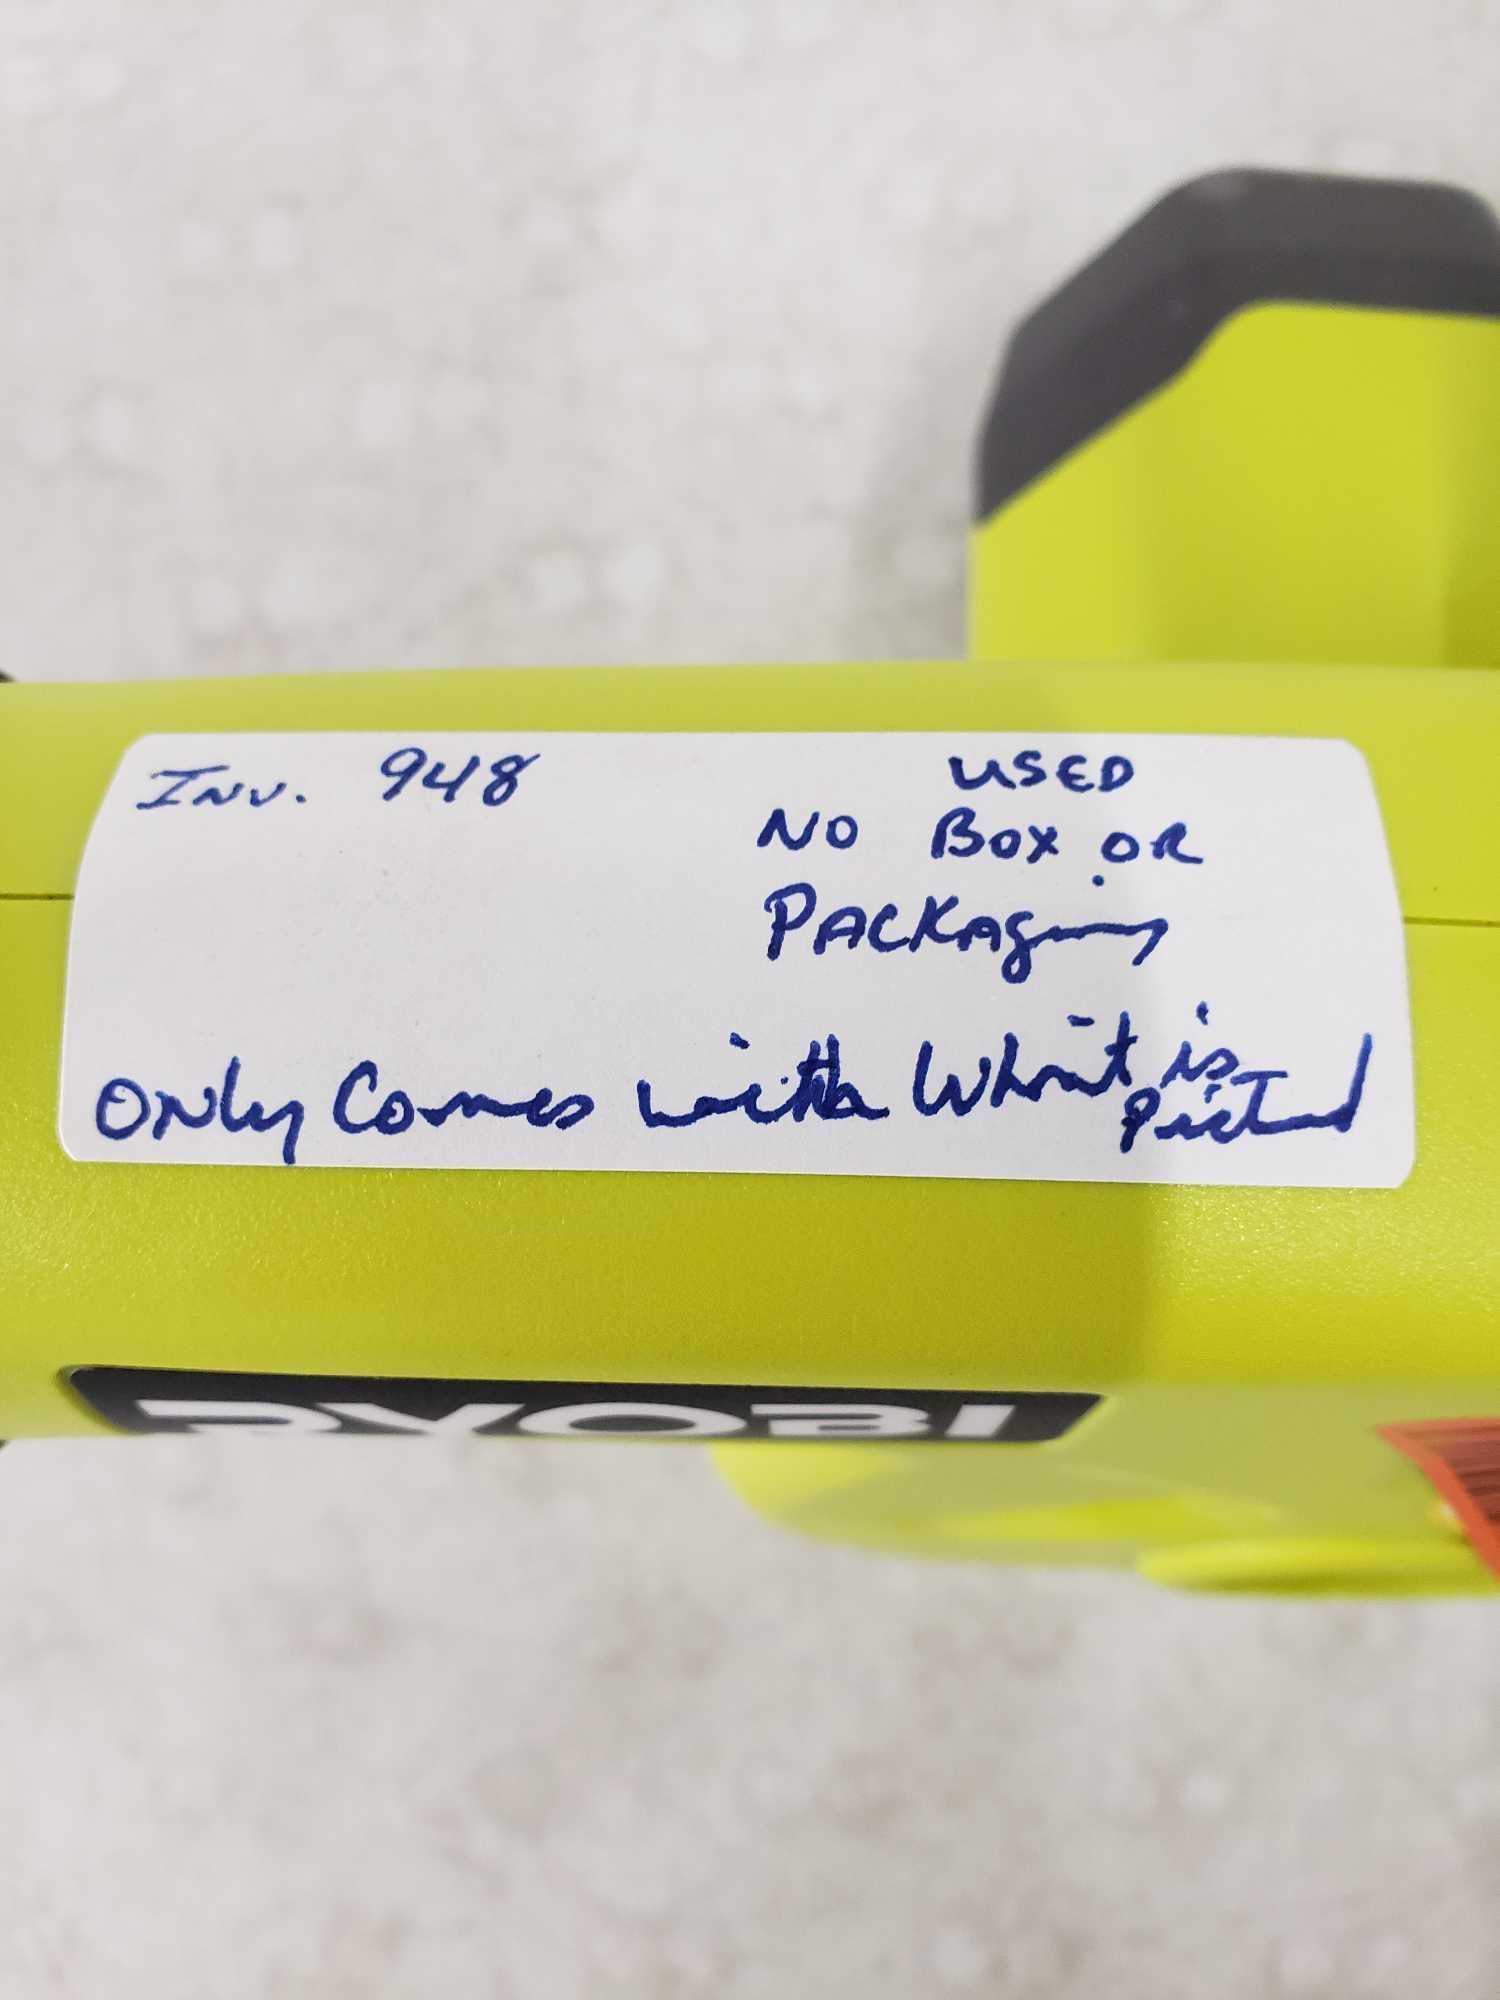 Inv. 948
USED
NO BOX OR
PACKAging
ONly Comes with What is
Pictured
RYOBI